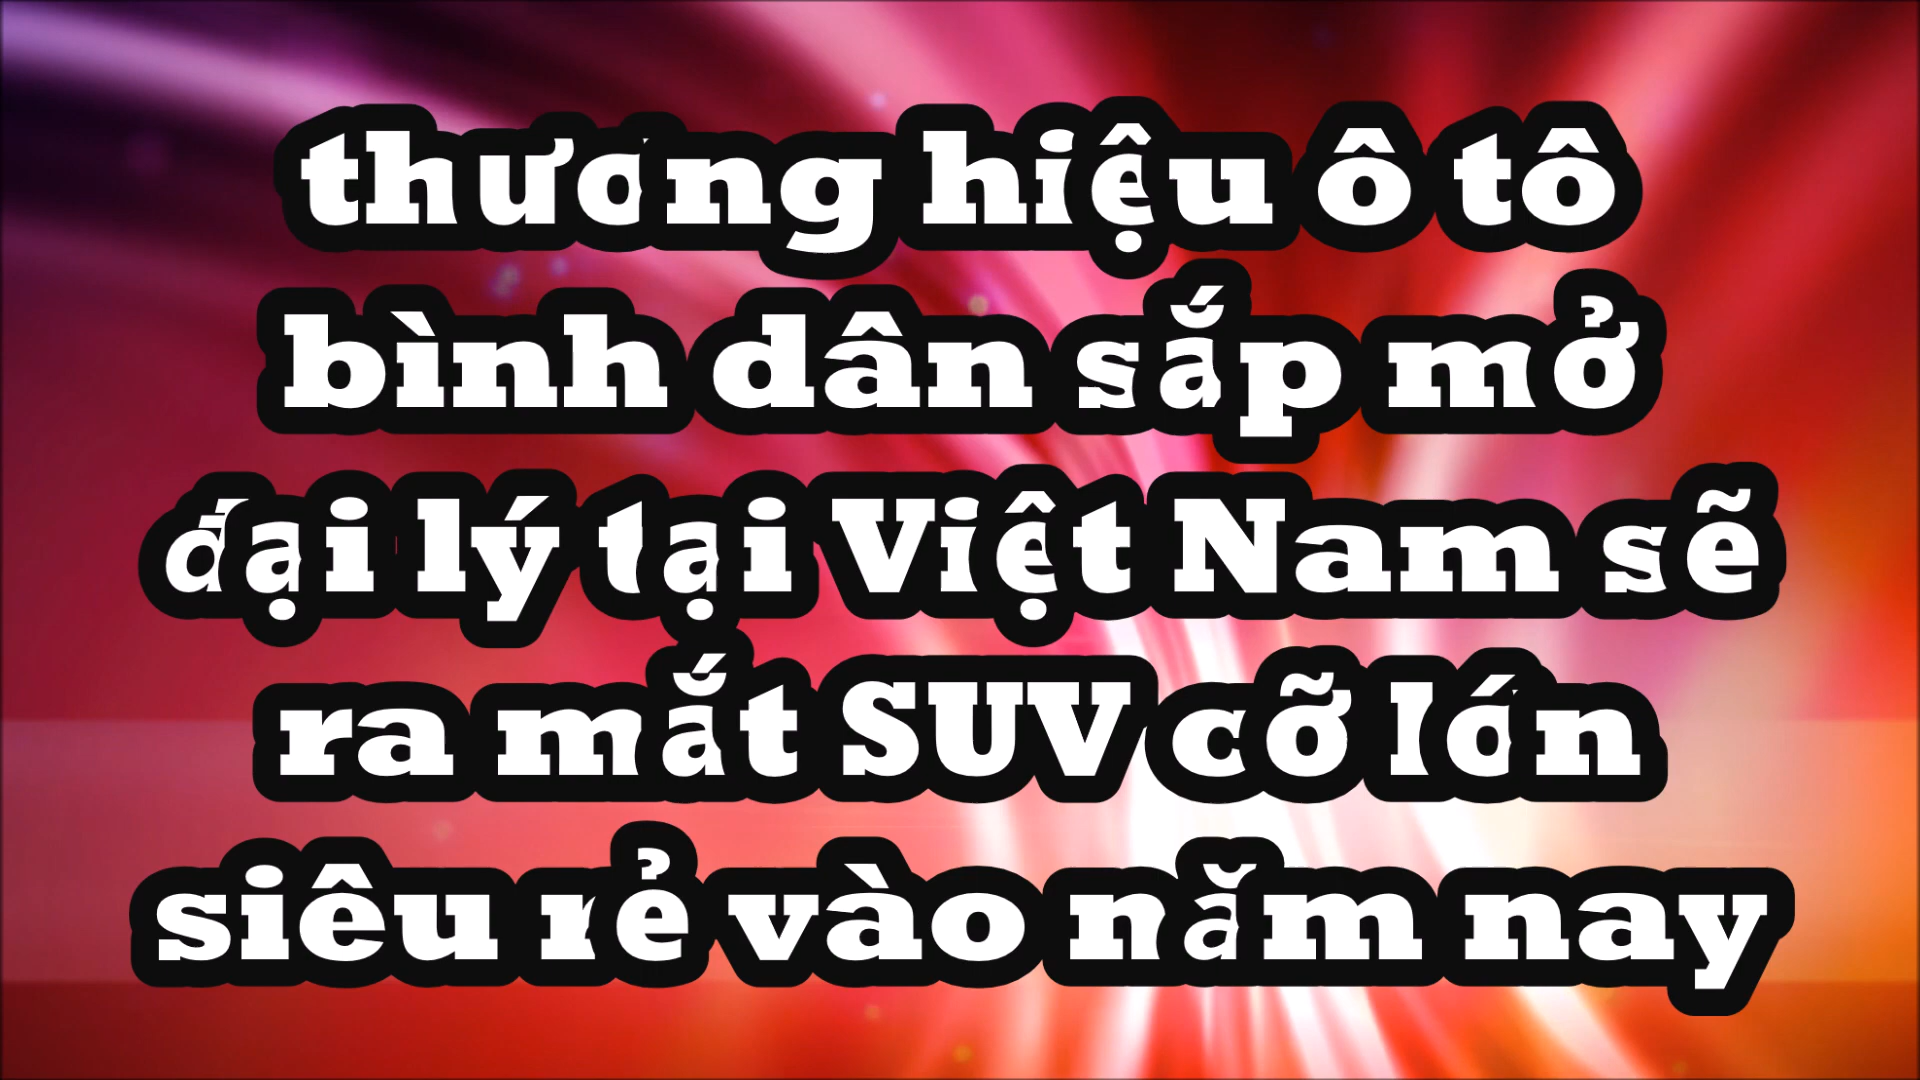 thương hiệu ô tô
bình dân sắp mở
đại lý tại Việt Nam sẽ
ra mắt SUV cỡ lớn
siêu rẻ vào năm nay